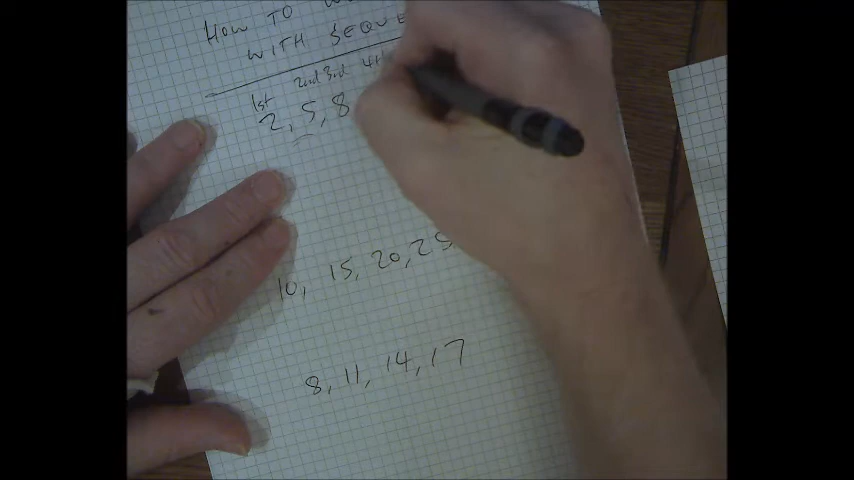 HOW TO
WITH SEQUE
1st 2nd 3rd 4th
2, 5, 8
10, 15, 20, 25
8, 11, 14, 17